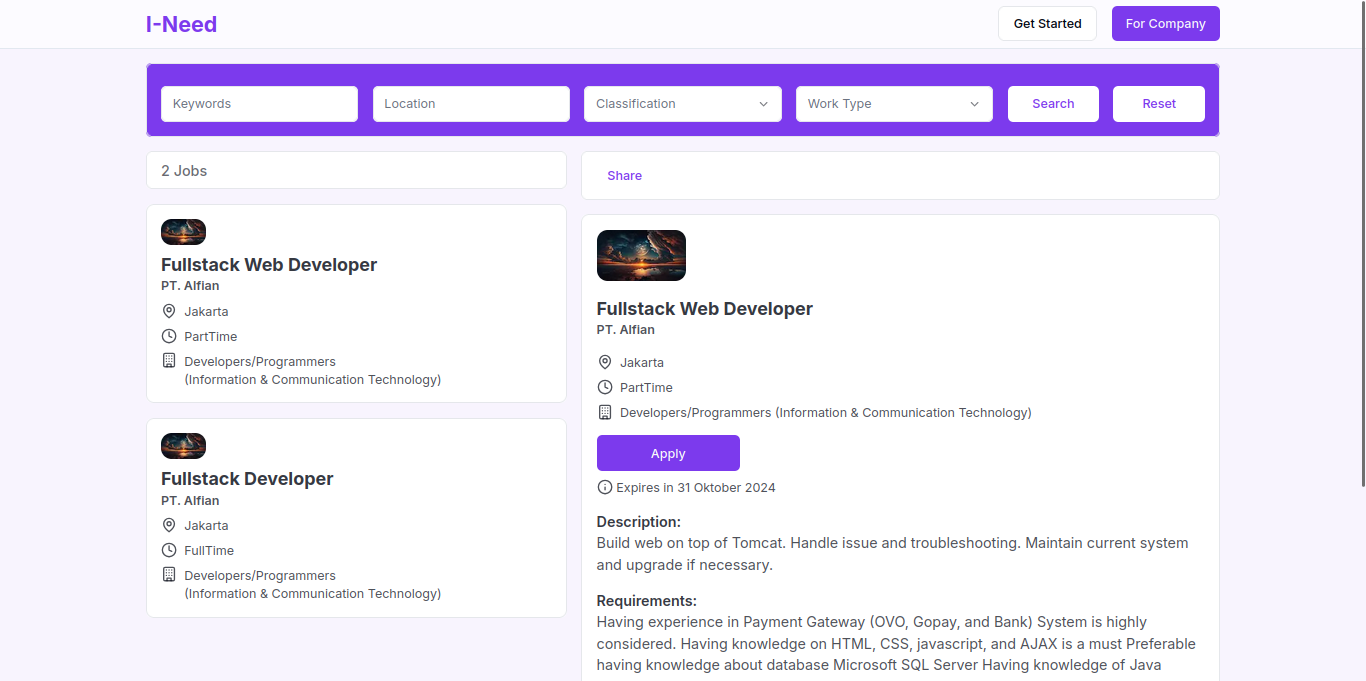 I-Need
Get Started
For Company
Keywords
Location
Classification
Work Type
Search
Reset
2 Jobs
Fullstack Web Developer
PT. Alfian
Jakarta
PartTime
Developers/Programmers
(Information & Communication Technology)
Fullstack Developer
PT. Alfian
Jakarta
FullTime
Developers/Programmers
(Information & Communication Technology)
Share
Fullstack Web Developer
PT. Alfian
Jakarta
PartTime
Developers/Programmers (Information & Communication Technology)
Apply
Expires in 31 Oktober 2024
Description:
Build web on top of Tomcat. Handle issue and troubleshooting. Maintain current system
and upgrade if necessary.
Requirements:
Having experience in Payment Gateway (OVO, Gopay, and Bank) System is highly
considered. Having knowledge on HTML, CSS, javascript, and AJAX is a must Preferable
having knowledge about database Microsoft SQL Server Having knowledge of Java